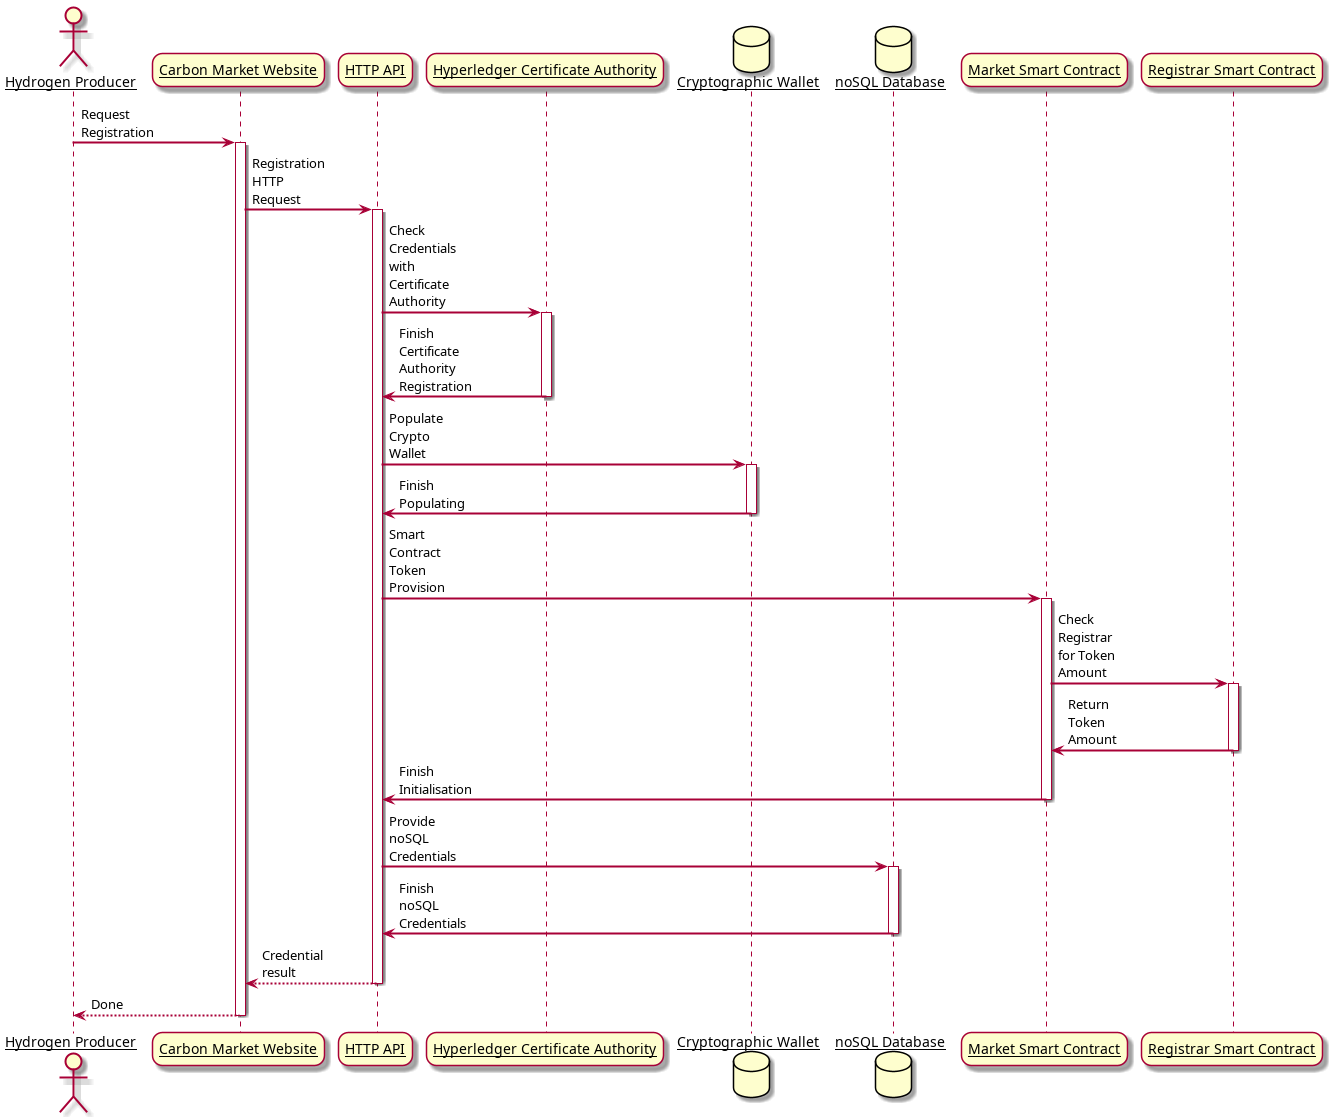 Hydrogen Producer
Carbon Market Website
HTTP API
Hyperledger Certificate Authority
Cryptographic Wallet
noSQL Database
Market Smart Contract
Registrar Smart Contract
Request
Registration
Registration
HTTP
Request
Check
Credentials
with
Certificate
Authority
Finish
Certificate
Authority
Registration
Populate
Crypto
Wallet
Finish
Populating
Smart
Contract
Token
Provision
Check
Registrar
for Token
Amount
Return
Token
Amount
Finish
Initialisation
Provide
noSQL
Credentials
Finish
noSQL
Credentials
Credential
result
Done
Hydrogen Producer
Carbon Market Website
HTTP API
Hyperledger Certificate Authority
Cryptographic Wallet
noSQL Database
Market Smart Contract
Registrar Smart Contract